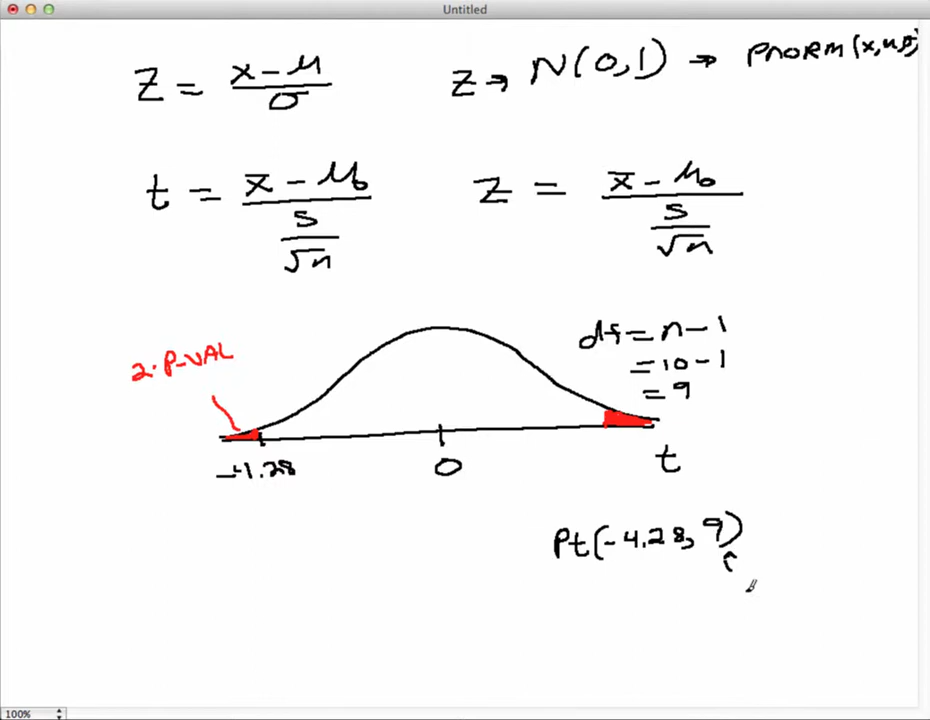 Untitled
Z = x - μ / σ
Z → N(0,1) → PNORM(x,μ,σ)
t = x̄ - μ₀ / s/√n
Z = x̄ - μ₀ / s/√n
df = n - 1
= 10 - 1
= 9
2·P-VAL
-4.28
0
t
Pt(-4.28, 9)
100%